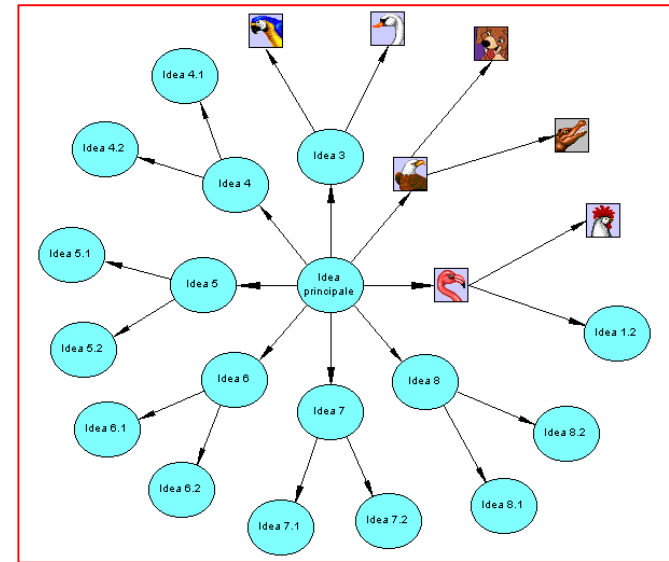 Idea 4.1
Idea 4.2
Idea 3
Idea 4
Idea 5.1
Idea 5
Idea
principale
Idea 5.2
Idea 1.2
Idea 6
Idea 8
Idea 7
Idea 6.1
Idea 8.2
Idea 6.2
Idea 8.1
Idea 7.1
Idea 7.2